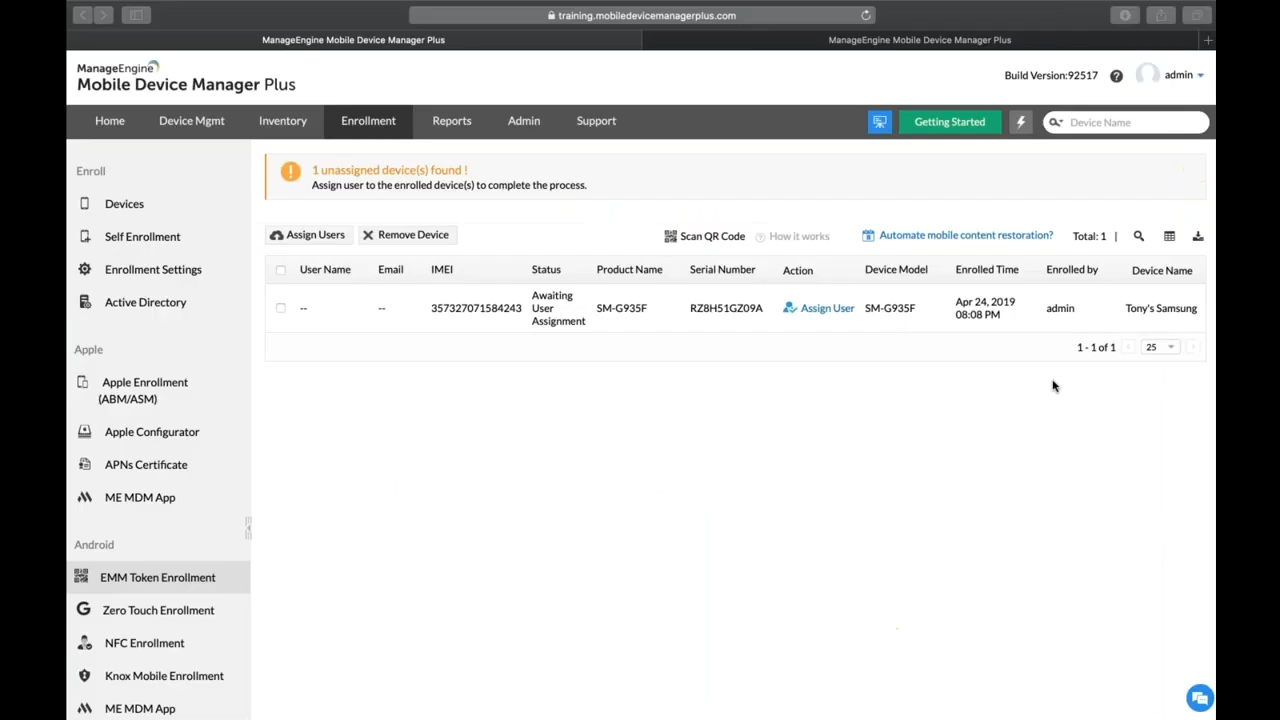 training.mobiledevicemanagerplus.com
ManageEngine Mobile Device Manager Plus
ManageEngine Mobile Device Manager Plus
ManageEngine
Mobile Device Manager Plus
Build Version:92517
admin
Home
Device Mgmt
Inventory
Enrollment
Reports
Admin
Support
Getting Started
Device Name
Enroll
Devices
Self Enrollment
Enrollment Settings
Active Directory
Apple
Apple Enrollment
(ABM/ASM)
Apple Configurator
APNs Certificate
ME MDM App
Android
EMM Token Enrollment
Zero Touch Enrollment
NFC Enrollment
Knox Mobile Enrollment
ME MDM App
1 unassigned device(s) found !
Assign user to the enrolled device(s) to complete the process.
Assign Users
Remove Device
Scan QR Code
How it works
Automate mobile content restoration?
Total: 1 |
User Name
Email
IMEI
Status
Product Name
Serial Number
Action
Device Model
Enrolled Time
Enrolled by
Device Name
--
--
357327071584243
Awaiting
User
Assignment
SM-G935F
RZ8H51GZ09A
Assign User
SM-G935F
Apr 24, 2019
08:08 PM
admin
Tony's Samsung
1 - 1 of 1
25